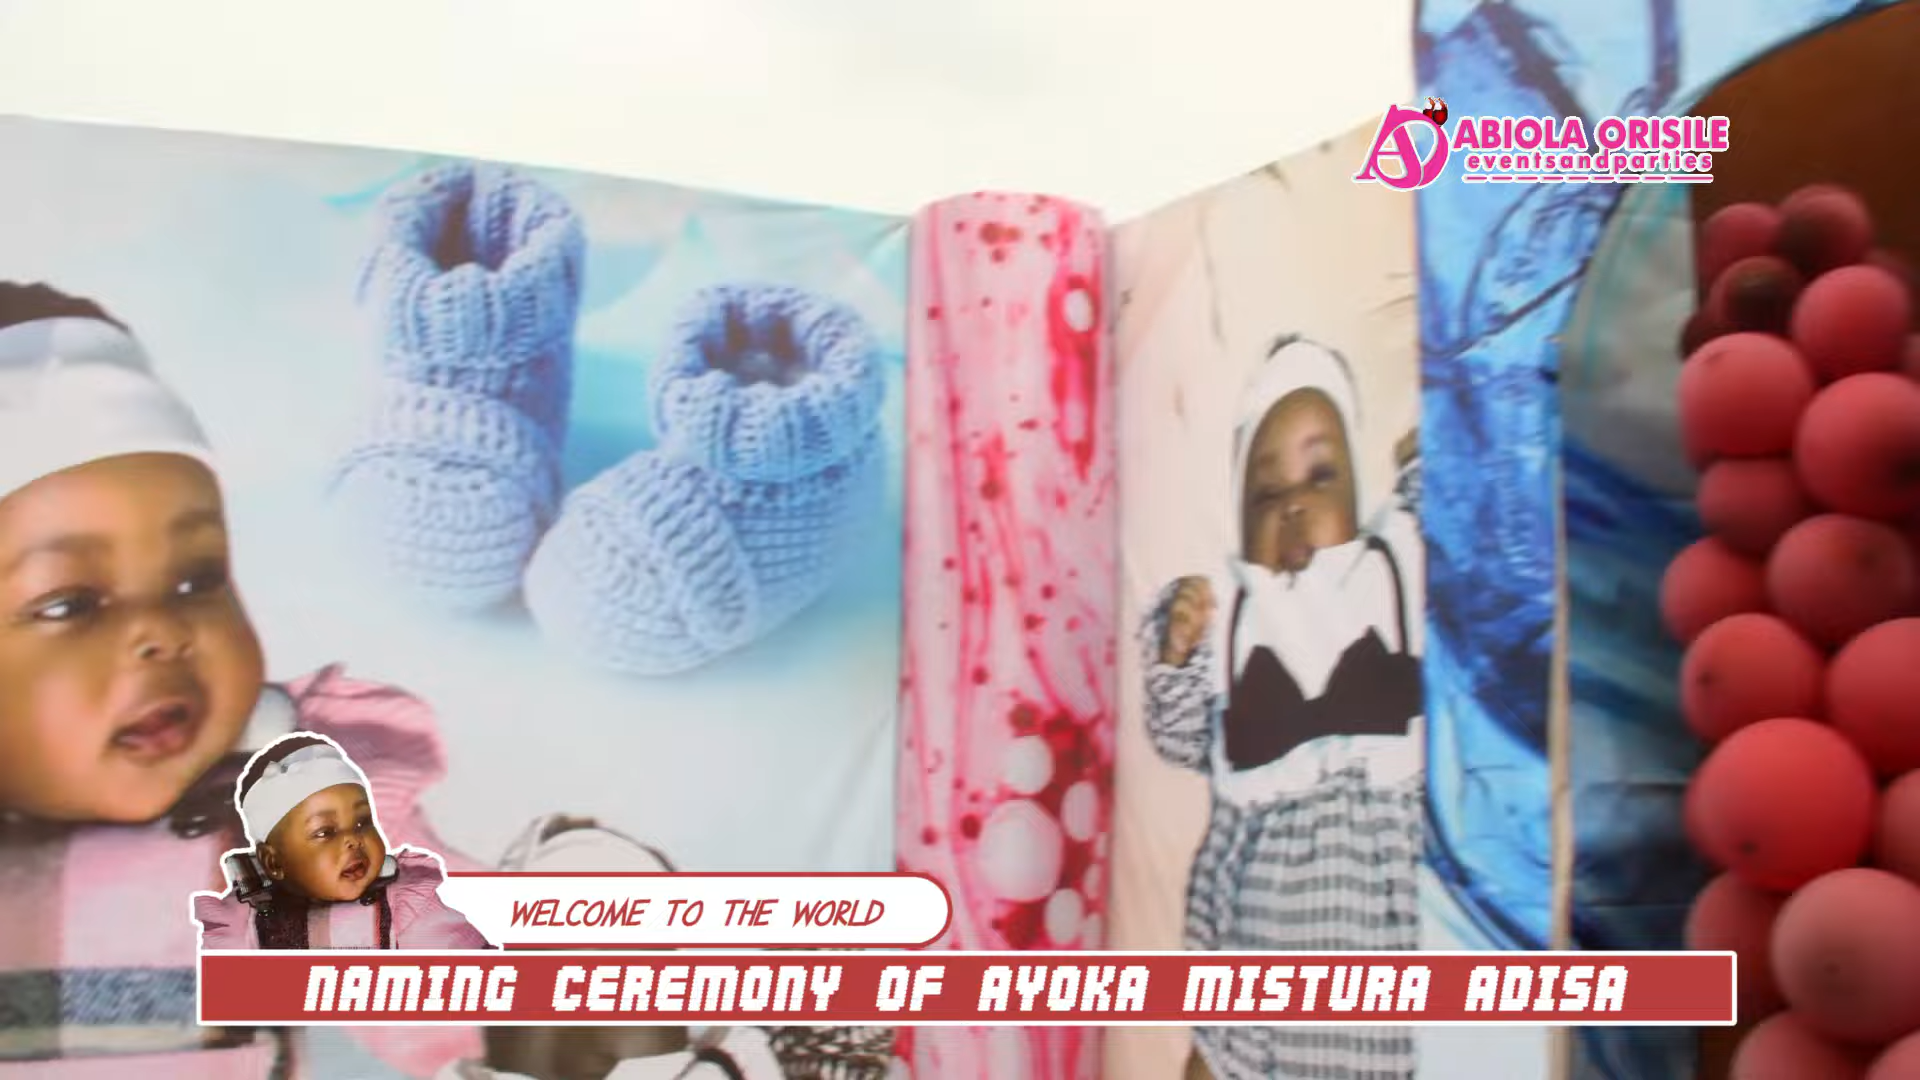 ABIOLA ORISILE
eventsandparties
WELCOME TO THE WORLD
NAMING CEREMONY OF AYOKA MISTURA ADISA